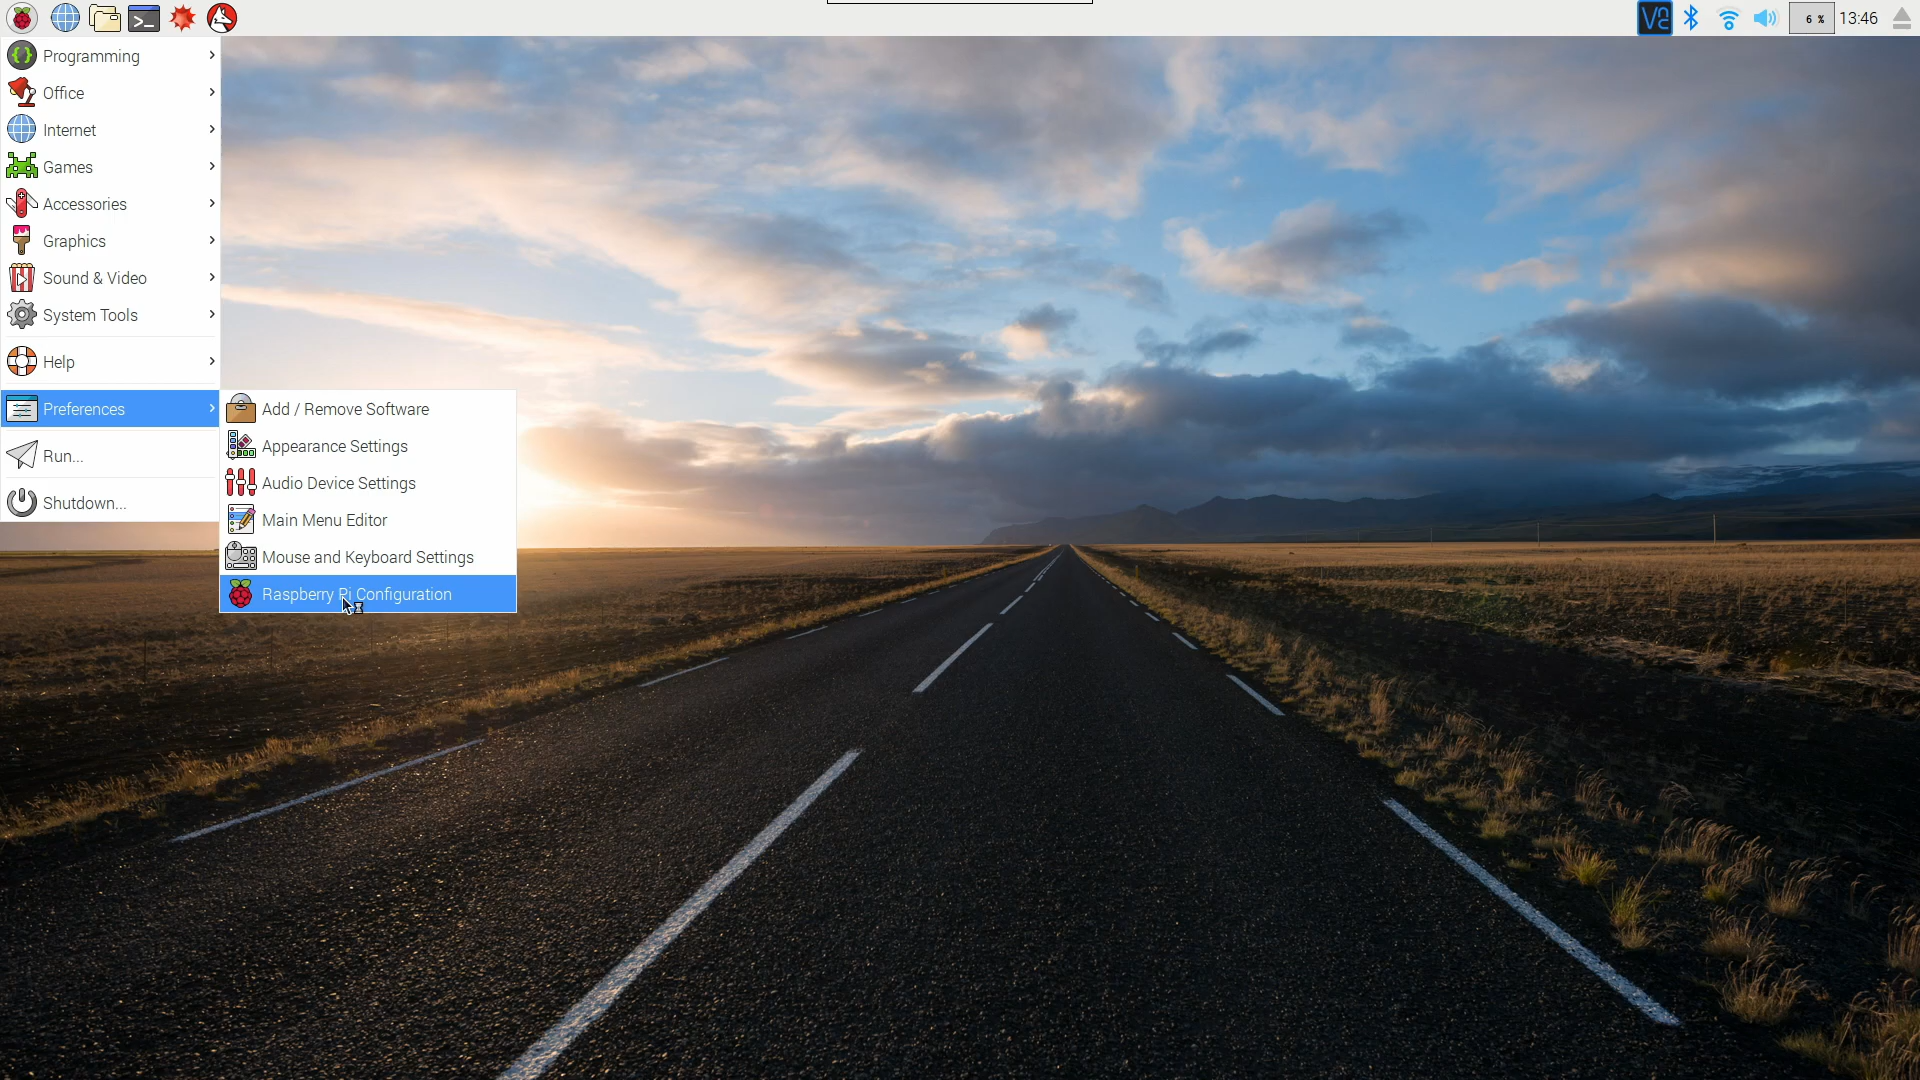 6 %
13:46
Programming
Office
Internet
Games
Accessories
Graphics
Sound & Video
System Tools
Help
Preferences
Run...
Shutdown...
Add / Remove Software
Appearance Settings
Audio Device Settings
Main Menu Editor
Mouse and Keyboard Settings
Raspberry Pi Configuration